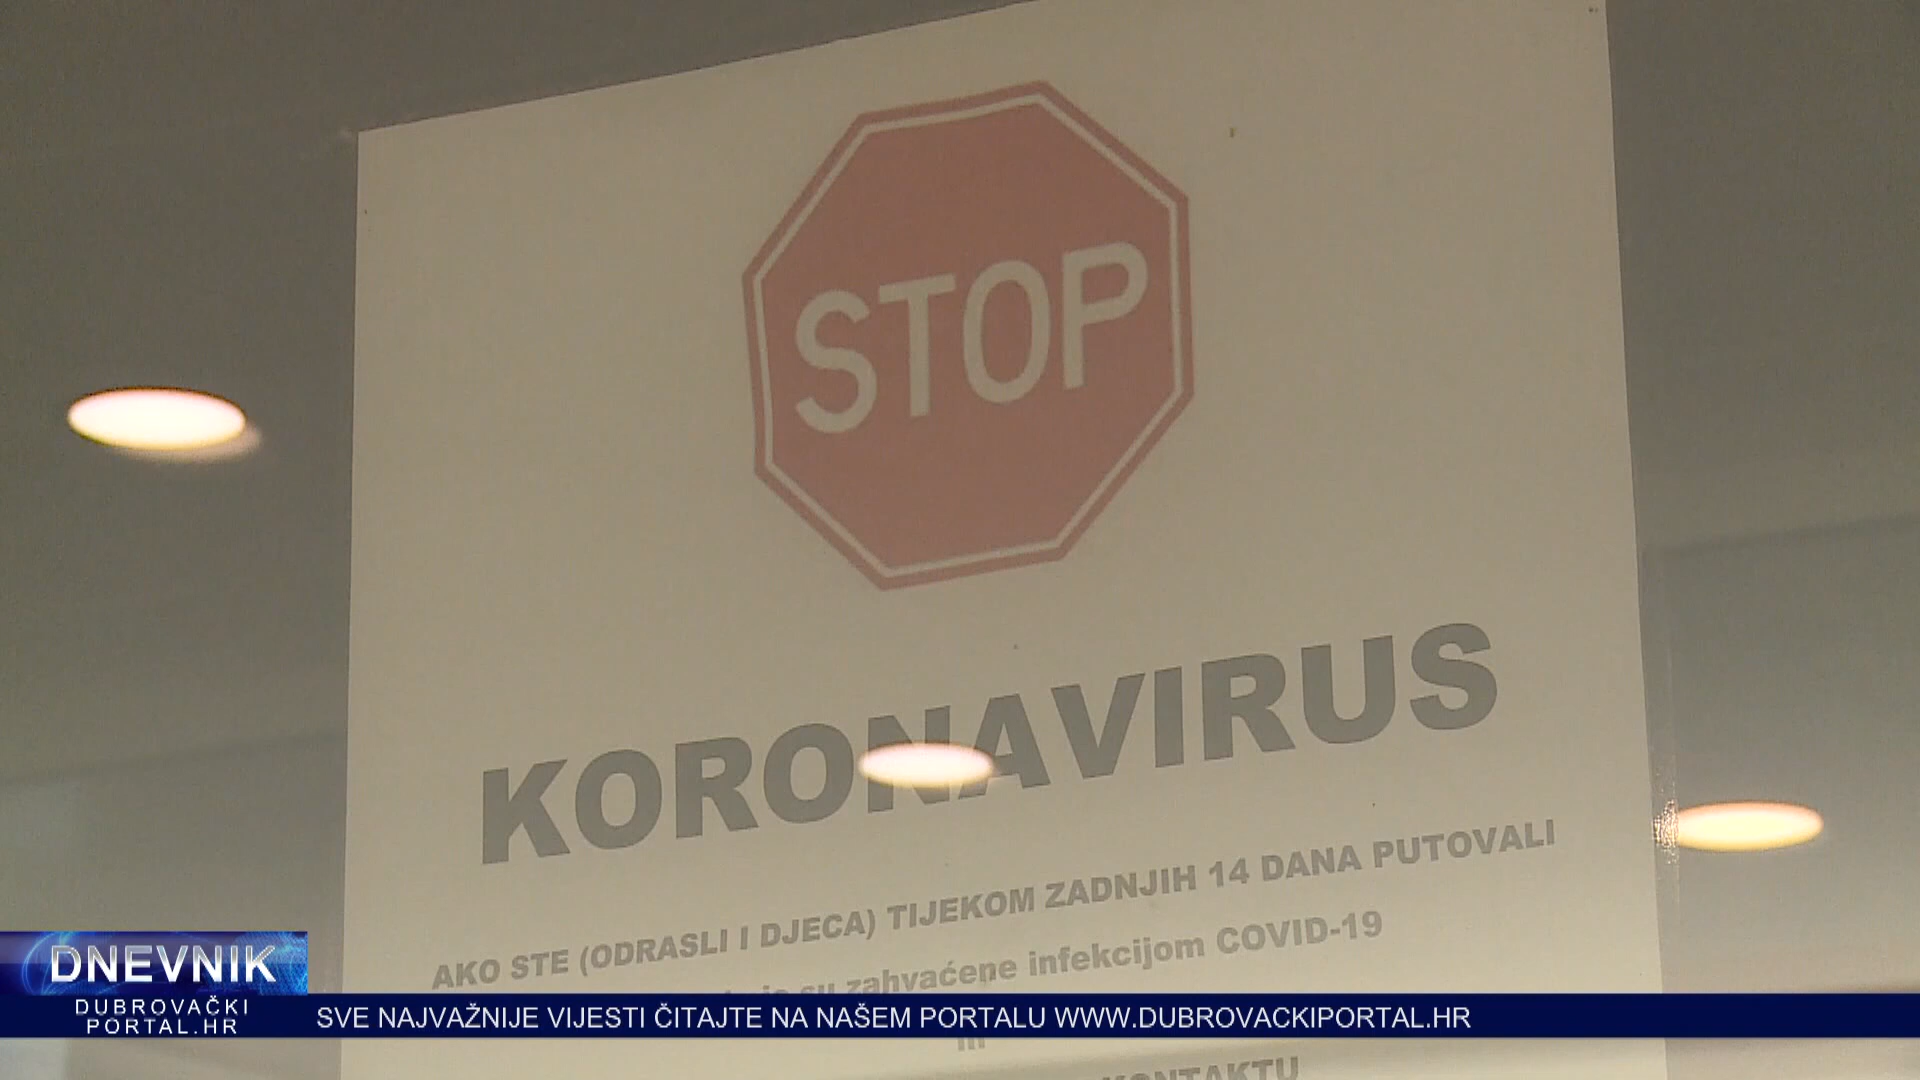 STOP
KORONAVIRUS
AKO STE (ODRASLI I DJECA) TIJEKOM ZADNJIH 14 DANA PUTOVALI
su zahvaćene infekcijom COVID-19
DNEVNIK
DUBROVAČKI
PORTAL.HR
SVE NAJVAŽNIJE VIJESTI ČITAJTE NA NAŠEM PORTALU WWW.DUBROVACKIPORTAL.HR